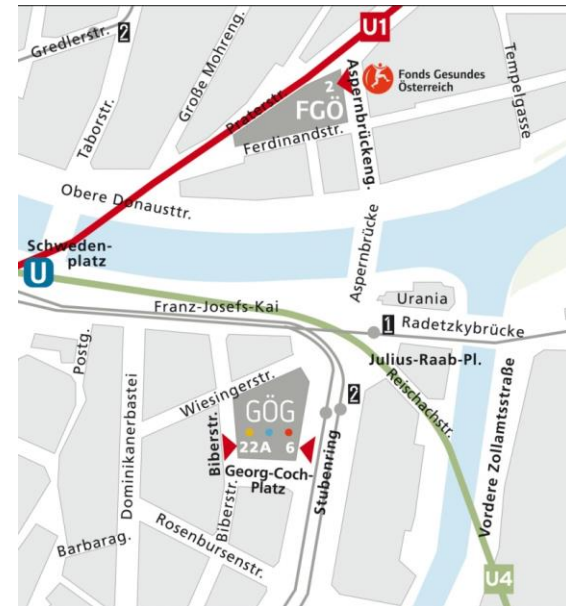 2
U1
Gredlerstr.
Große Mohreng.
Taborstr.
Praterstr.
2
FGÖ
Ferdinandstr.
Aspernbrückeng.
Fonds Gesundes
Österreich
Tempelgasse
Obere Donausttr.
Schweden-
platz
U
Aspernbrücke
Urania
Franz-Josefs-Kai
1
Radetzkybrücke
Julius-Raab-Pl.
Postg.
Wiesingerstr.
2
Reischachstr.
Dominikanerbastei
Biberstr.
GÖG
22A 6
Georg-Coch-
Platz
Stubenring
Vordere Zollamtsstraße
Biberstr.
Rosenbursenstr.
Barbarag.
U4